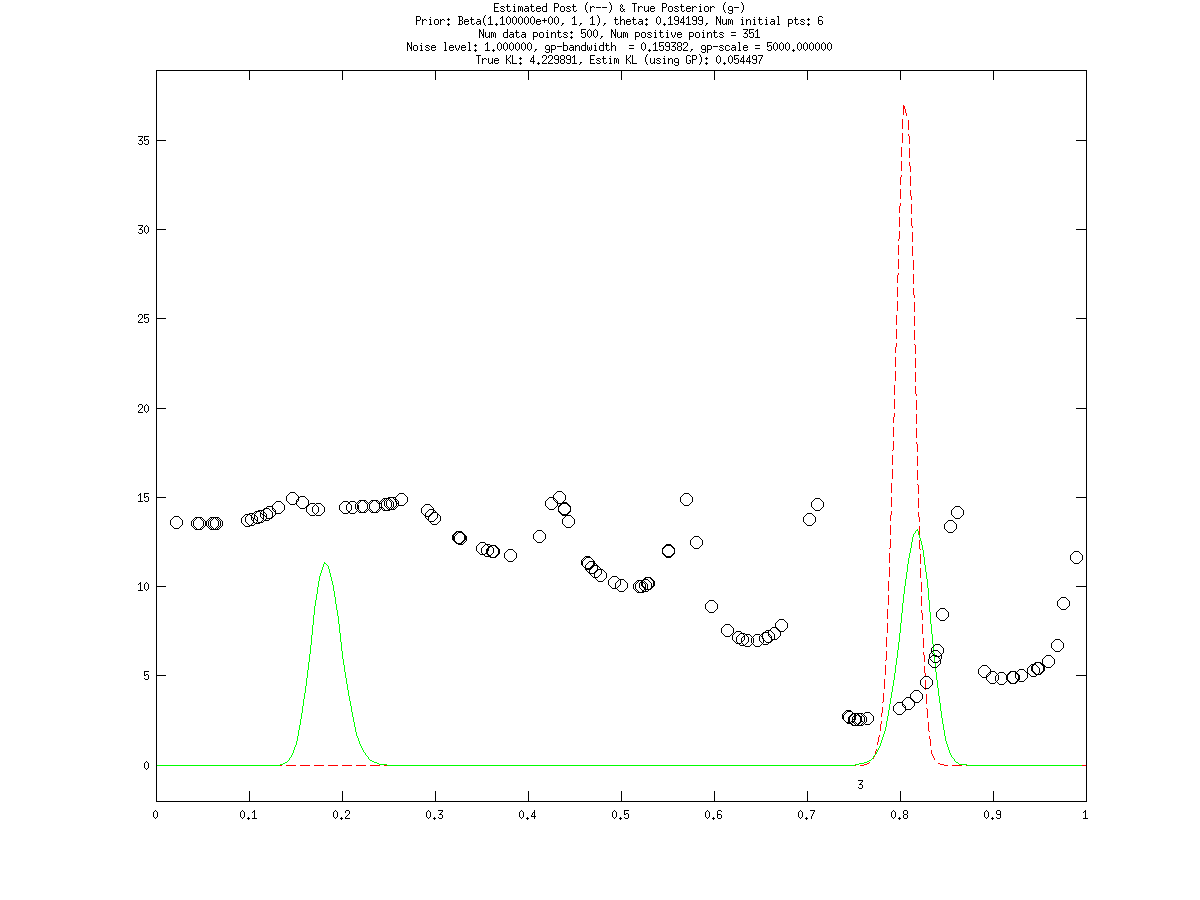 Estimated Post (r--) & True Posterior (g-)
Prior: Beta(1.100000e+00, 1, 1), theta: 0.194199, Num initial pts: 6
Num data points: 500, Num positive points = 351
Noise level: 1.000000, gp-bandwidth  = 0.159382, gp-scale = 5000.000000
True KL: 4.229891, Estim KL (using GP): 0.054497
35
30
25
20
15
10
5
0
3
0 0.1 0.2 0.3 0.4 0.5 0.6 0.7 0.8 0.9 1